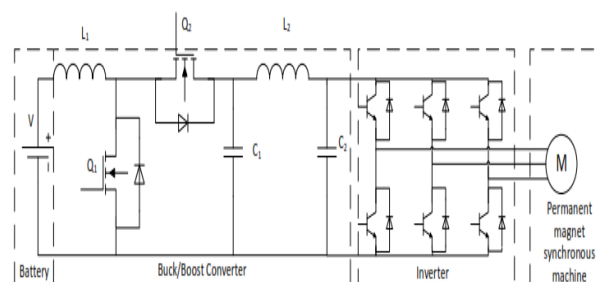 Q₂
L₁
L₂
V
+
Q₁
C₁
C₂
M
Permanent
magnet
synchronous
machine
Battery
Buck/Boost Converter
Inverter